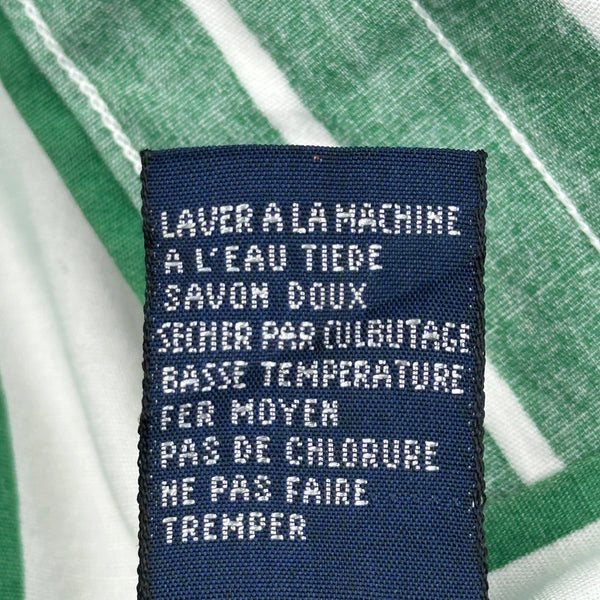 LAVER A LA MACHINE
A L'EAU TIEDE
SAVON DOUX
SECHER PAR CULBUTAGE
BASSE TEMPERATURE
FER MOYEN
PAS DE CHLORURE
NE PAS FAIRE
TREMPER